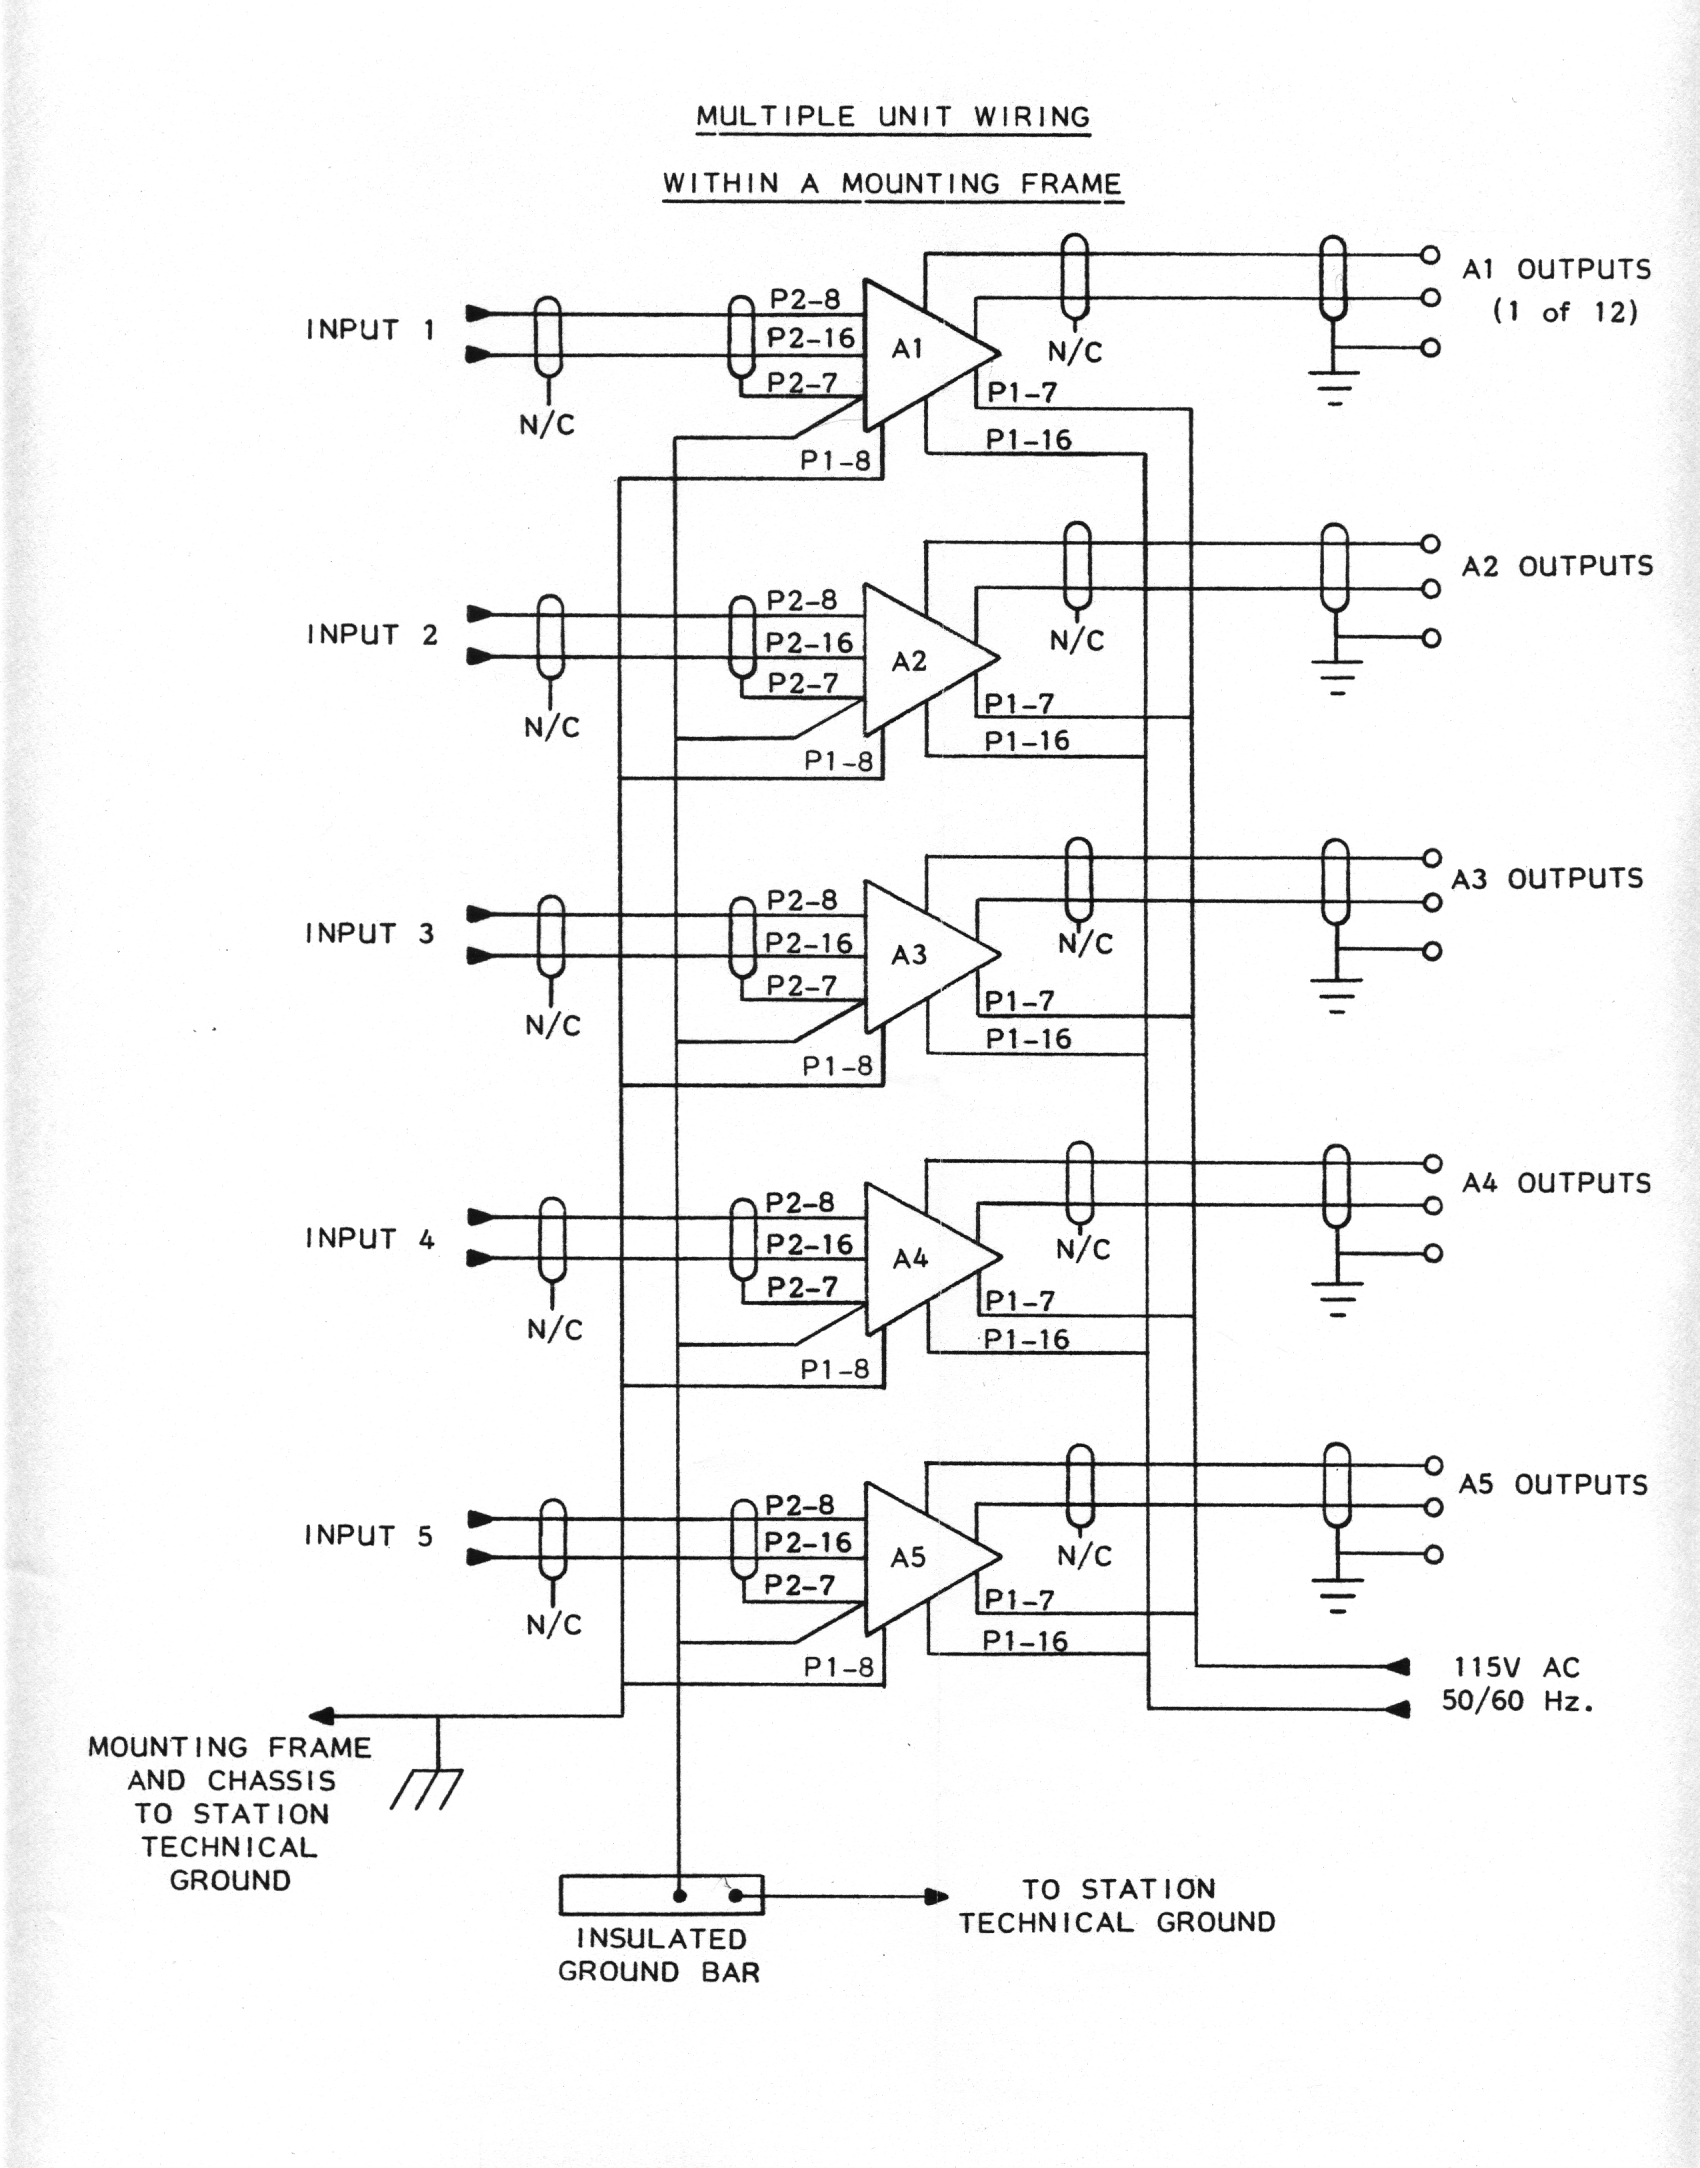 MULTIPLE UNIT WIRING
WITHIN A MOUNTING FRAME
INPUT 1
N/C
P2-8
P2-16
P2-7
P1-8
A1
N/C
P1-7
P1-16
A1 OUTPUTS
(1 of 12)
INPUT 2
N/C
P2-8
P2-16
P2-7
P1-8
A2
N/C
P1-7
P1-16
A2 OUTPUTS
INPUT 3
N/C
P2-8
P2-16
P2-7
P1-8
A3
N/C
P1-7
P1-16
A3 OUTPUTS
INPUT 4
N/C
P2-8
P2-16
P2-7
P1-8
A4
N/C
P1-7
P1-16
A4 OUTPUTS
INPUT 5
N/C
P2-8
P2-16
P2-7
P1-8
A5
N/C
P1-7
P1-16
A5 OUTPUTS
115V AC
50/60 Hz.
MOUNTING FRAME
AND CHASSIS
TO STATION
TECHNICAL
GROUND
INSULATED
GROUND BAR
TO STATION
TECHNICAL GROUND